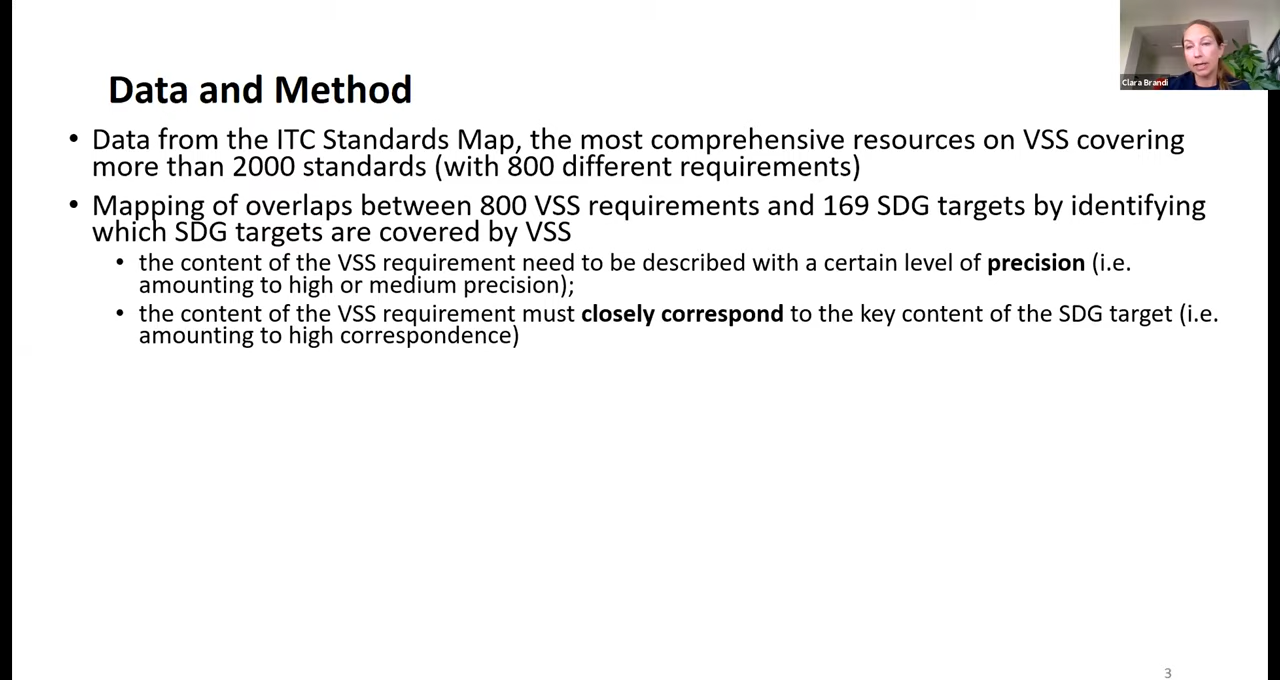 Clara Brandi
Data and Method
• Data from the ITC Standards Map, the most comprehensive resources on VSS covering
more than 2000 standards (with 800 different requirements)
• Mapping of overlaps between 800 VSS requirements and 169 SDG targets by identifying
which SDG targets are covered by VSS
• the content of the VSS requirement need to be described with a certain level of precision (i.e.
amounting to high or medium precision);
• the content of the VSS requirement must closely correspond to the key content of the SDG target (i.e.
amounting to high correspondence)
3